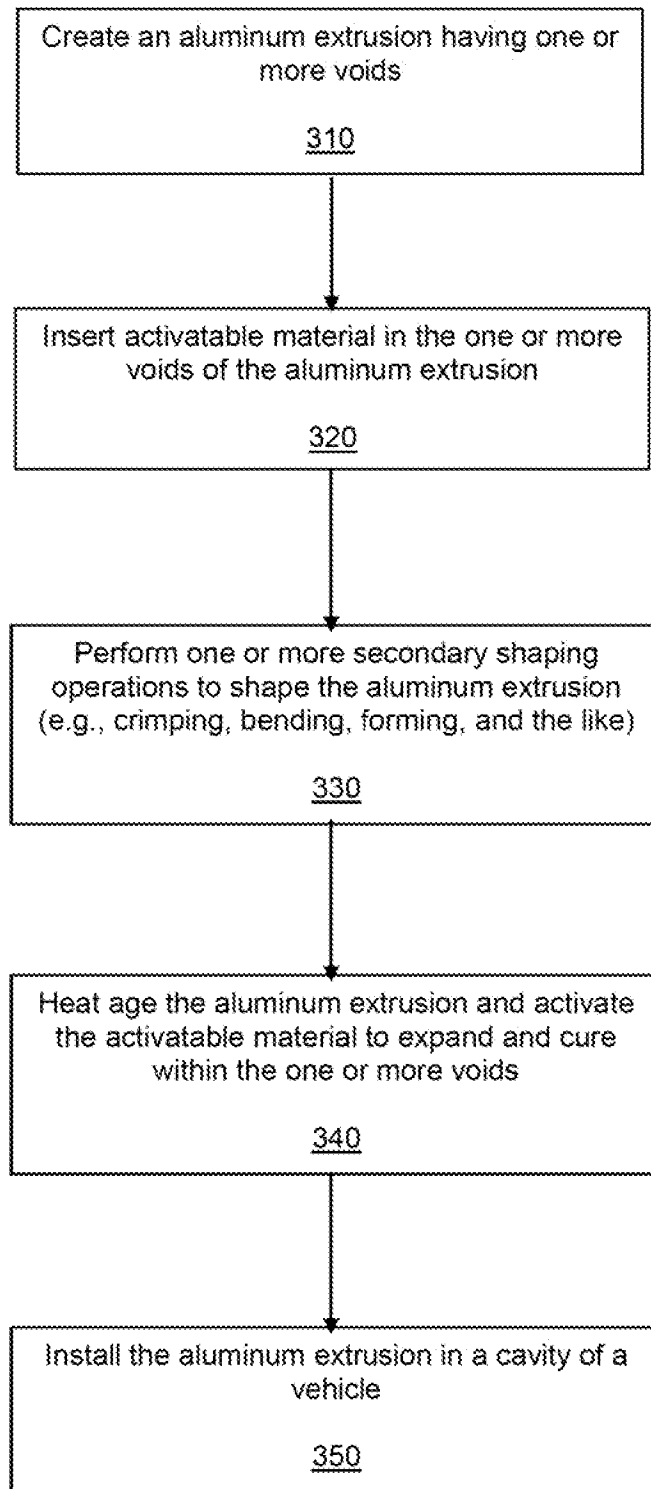 Create an aluminum extrusion having one or
more voids
310
Insert activatable material in the one or more
voids of the aluminum extrusion
320
Perform one or more secondary shaping
operations to shape the aluminum extrusion
(e.g., crimping, bending, forming, and the like)
330
Heat age the aluminum extrusion and activate
the activatable material to expand and cure
within the one or more voids
340
Install the aluminum extrusion in a cavity of a
vehicle
350